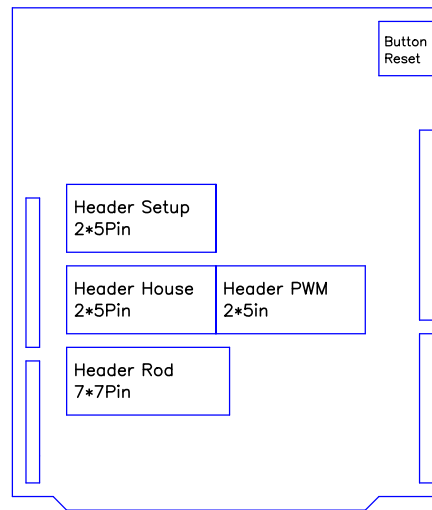 Button
Reset
Header Setup
2*5Pin
Header House
2*5Pin
Header PWM
2*5in
Header Rod
7*7Pin